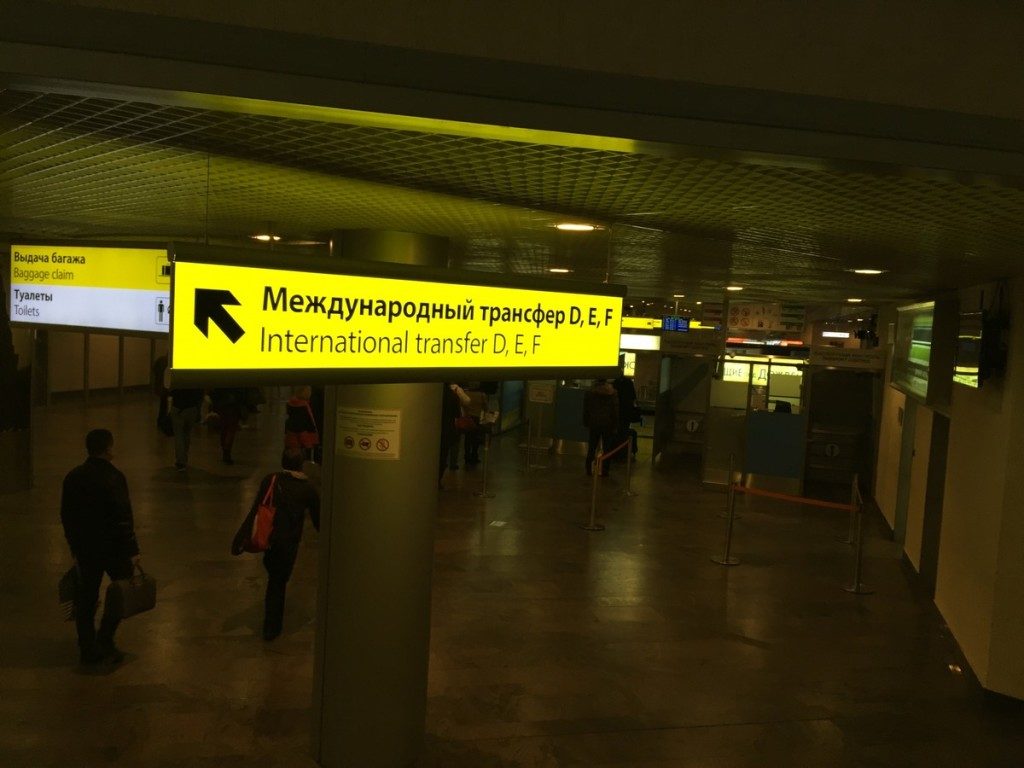 Выдача багажа
Baggage claim
Туалеты
Toilets
Международный трансфер D, E, F
International transfer D, E, F